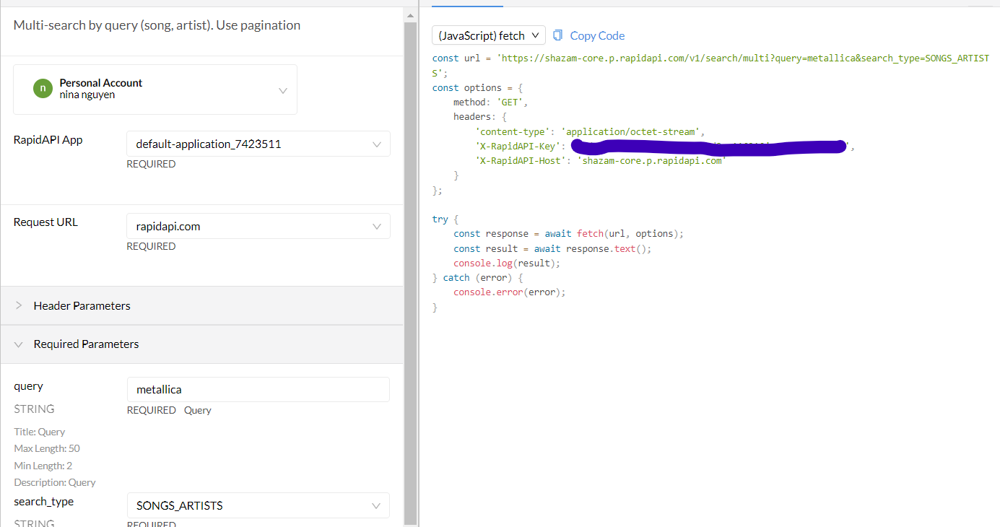 Multi-search by query (song, artist). Use pagination
n
Personal Account
nina nguyen
RapidAPI App
default-application_7423511
REQUIRED
Request URL
rapidapi.com
REQUIRED
Header Parameters
Required Parameters
query
metallica
STRING
REQUIRED Query
Title: Query
Max Length: 50
Min Length: 2
Description: Query
search_type
SONGS_ARTISTS
STRING
REQUIRED
(JavaScript) fetch
Copy Code
const url = 'https://shazam-core.p.rapidapi.com/v1/search/multi?query=metallica&search_type=SONGS_ARTIST
S';
const options = {
    method: 'GET',
    headers: {
        'content-type': 'application/octet-stream',
        'X-RapidAPI-Key': ',
        'X-RapidAPI-Host': 'shazam-core.p.rapidapi.com'
    }
};
try {
    const response = await fetch(url, options);
    const result = await response.text();
    console.log(result);
} catch (error) {
    console.error(error);
}